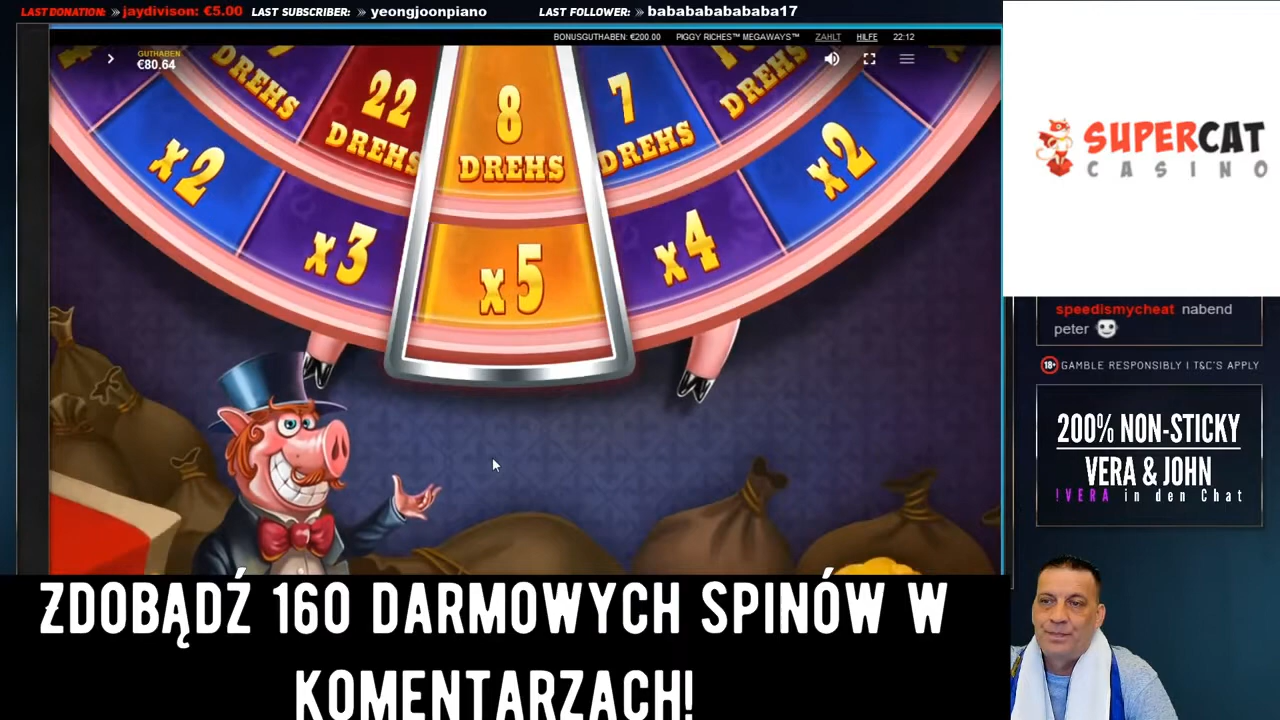 LAST DONATION: » jaydivison: €5.00 LAST SUBSCRIBER: » yeongjoonpiano LAST FOLLOWER: » babababababa17
BONUSGUTHABEN: €200.00 PIGGY RICHES™ MEGAWAYS™ ZAHLT HILFE 22:12
GUTHABEN
€80.64
DREHS
22
DREHS
8
DREHS
7
DREHS
DREHS
x2
x3
x5
x4
x2
SUPERCAT
CASINO
speedismycheat nabend
peter
18+ GAMBLE RESPONSIBLY | T&C'S APPLY
200% NON-STICKY
VERA & JOHN
!VERA in den Chat
ZDOBĄDŹ 160 DARMOWYCH SPINÓW W
KOMENTARZACH!